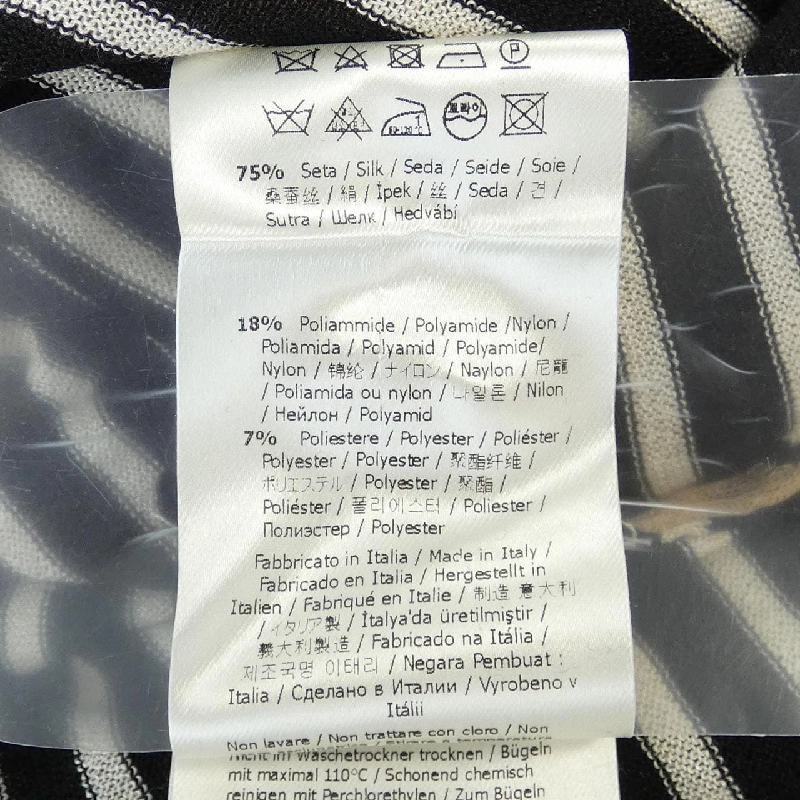 P
드라이
80-120℃
75% Seta / Silk / Seda / Seide / Soie /
桑蚕丝 / 絹 / İpek / 丝 / Seda / 견 /
Sutra / Шелк / Hedvábí
18% Poliammide / Polyamide /Nylon /
Poliamida / Polyamid / Polyamide/
Nylon / 锦纶 / ナイロン / Naylon / 尼龍
/ Poliamida ou nylon / 나일론 / Nilon
/ Нейлон / Polyamid
7% Poliestere / Polyester / Poliéster /
Polyester / Polyester / 聚酯纤维 /
ポリエステル / Polyester / 聚酯 /
Poliéster / 폴리에스터 / Poliester /
Полиэстер / Polyester
Fabbricato in Italia / Made in Italy /
Fabricado en Italia / Hergestellt in
Italien / Fabriqué en Italie / 制造 意大利
/ イタリア製 / İtalya'da üretilmiştir /
義大利製造 / Fabricado na Itália /
제조국명 이태리 / Negara Pembuat :
Italia / Сделано в Италии / Vyrobeno v
Itálii
Non lavare / Non trattare con cloro / Non
Nicht im Wäschetrockner trocknen / Bügeln
mit maximal 110°C / Schonend chemisch
reinigen mit Perchlorethylen / Zum Bügeln